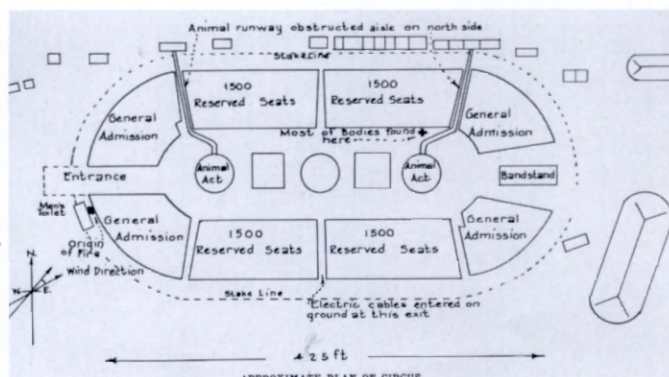 Animal runway obstructed aisle on north side
Stake Line
1500
Reserved Seats
1500
Reserved Seats
General
Admission
General
Admission
Most of Bodies found
here
Entrance
Animal
Act
Animal
Act
Bandstand
Men's
Toilet
General
Admission
1500
Reserved Seats
1500
Reserved Seats
General
Admission
Origin
of Fire
Wind Direction
N.
W.
E.
Stake Line
Electric cables entered on
ground at this exit
25 ft
APPROXIMATE PLAN OF CIRCUS